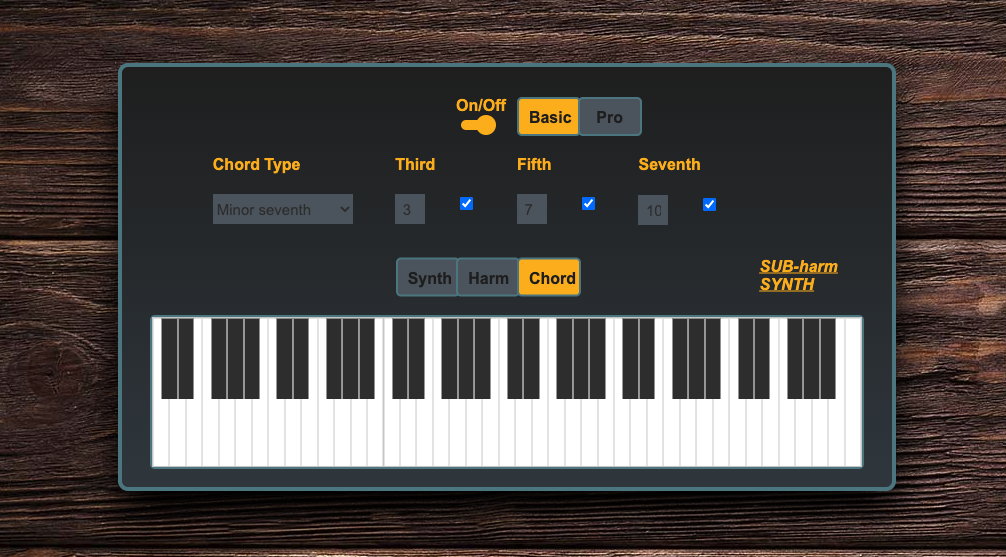 On/Off
Basic
Pro
Chord Type
Third
Fifth
Seventh
Minor seventh
3
7
10
Synth
Harm
Chord
SUB-harm
SYNTH